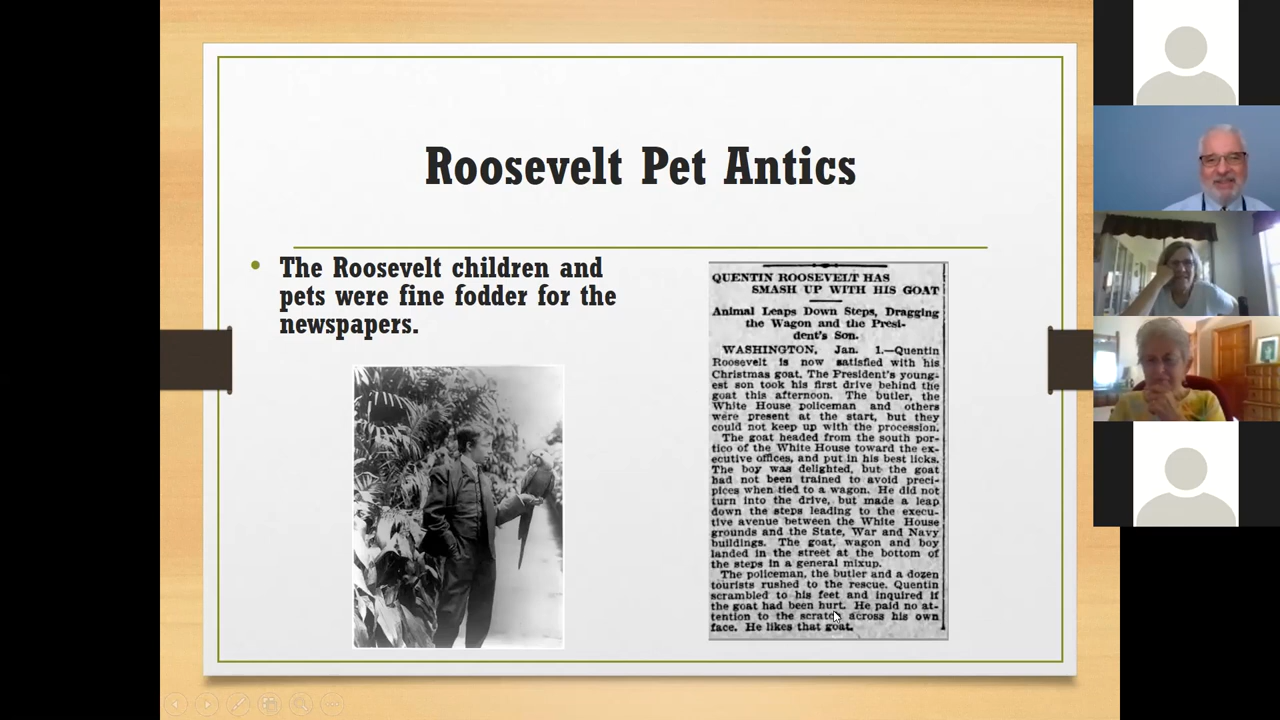 Roosevelt Pet Antics
The Roosevelt children and
pets were fine fodder for the
newspapers.
QUENTIN ROOSEVELT HAS
SMASH UP WITH HIS GOAT
Animal Leaps Down Steps, Dragging
the Wagon and the Presi-
dent's Son.
WASHINGTON, Jan. 1.—Quentin
Roosevelt is now satisfied with his
Christmas goat. The President's young-
est son took his first drive behind the
goat this afternoon. The butler, the
White House policeman and others
were present at the start, but they
could not keep up with the procession.
The goat headed from the south por-
tico of the White House toward the ex-
ecutive offices, and put in his best licks.
The boy was delighted, but the goat
had not been trained to avoid preci-
pices when tied to a wagon. He did not
turn into the drive, but made a leap
down the steps leading to the execu-
tive avenue between the White House
grounds and the State, War and Navy
buildings. The goat, wagon and boy
landed in the street at the bottom of
the steps in a general mixup.
The policeman, the butler and a dozen
tourists rushed to the rescue. Quentin
scrambled to his feet and inquired if
the goat had been hurt. He paid no at-
tention to the scratch across his own
face. He likes that goat.